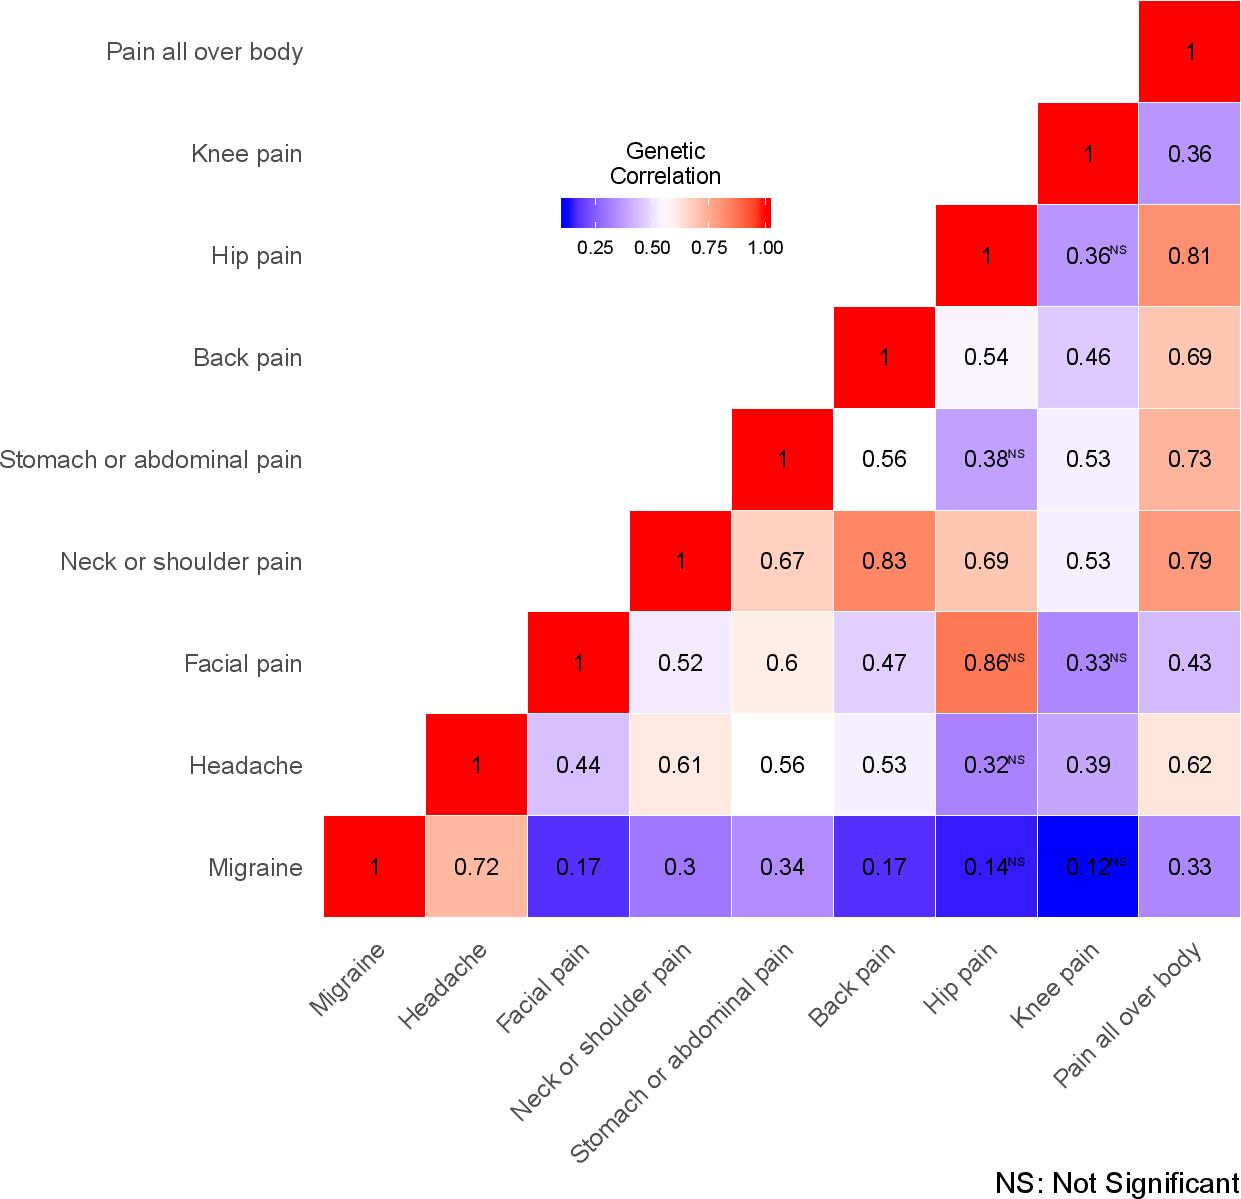 Pain all over body 1
Knee pain 1 0.36
Genetic
Correlation
0.25 0.50 0.75 1.00
Hip pain 1 0.36NS 0.81
Back pain 1 0.54 0.46 0.69
Stomach or abdominal pain 1 0.56 0.38NS 0.53 0.73
Neck or shoulder pain 1 0.67 0.83 0.69 0.53 0.79
Facial pain 1 0.52 0.6 0.47 0.86NS 0.33NS 0.43
Headache 1 0.44 0.61 0.56 0.53 0.32NS 0.39 0.62
Migraine 1 0.72 0.17 0.3 0.34 0.17 0.14NS 0.12NS 0.33
Migraine
Headache
Facial pain
Neck or shoulder pain
Stomach or abdominal pain
Back pain
Hip pain
Knee pain
Pain all over body
NS: Not Significant